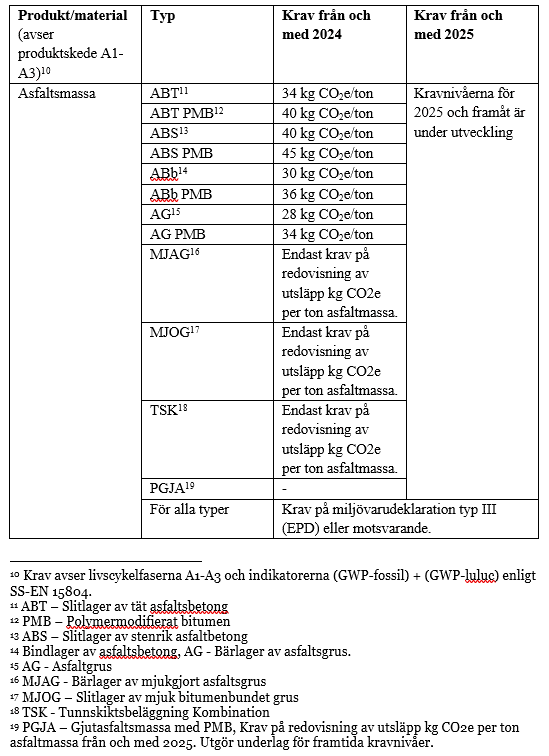 Produkt/material
(avser
produktskede A1-
A3)¹⁰
Typ
Krav från och
med 2024
Krav från och
med 2025
Asfaltsmassa
ABT¹¹
34 kg CO₂e/ton
Kravnivåerna för
2025 och framåt är
under utveckling
ABT PMB¹²
40 kg CO₂e/ton
ABS¹³
40 kg CO₂e/ton
ABS PMB
45 kg CO₂e/ton
ABb¹⁴
30 kg CO₂e/ton
ABb PMB
36 kg CO₂e/ton
AG¹⁵
28 kg CO₂e/ton
AG PMB
34 kg CO₂e/ton
MJAG¹⁶
Endast krav på
redovisning av
utsläpp kg CO2e
per ton asfaltmassa.
MJOG¹⁷
Endast krav på
redovisning av
utsläpp kg CO2e
per ton asfaltmassa.
TSK¹⁸
Endast krav på
redovisning av
utsläpp kg CO2e
per ton asfaltmassa.
PGJA¹⁹
-
För alla typer
Krav på miljövarudeklaration typ III
(EPD) eller motsvarande.
¹⁰ Krav avser livscykelfaserna A1-A3 och indikatorerna (GWP-fossil) + (GWP-luluc) enligt
SS-EN 15804.
¹¹ ABT – Slitlager av tät asfaltsbetong
¹² PMB – Polymermodifierat bitumen
¹³ ABS – Slitlager av stenrik asfaltbetong
¹⁴ Bindlager av asfaltsbetong, AG - Bärlager av asfaltsgrus.
¹⁵ AG - Asfaltgrus
¹⁶ MJAG - Bärlager av mjukgjort asfaltsgrus
¹⁷ MJOG – Slitlager av mjuk bitumenbundet grus
¹⁸ TSK - Tunnskiktsbeläggning Kombination
¹⁹ PGJA – Gjutasfaltsmassa med PMB, Krav på redovisning av utsläpp kg CO2e per ton
asfaltmassa från och med 2025. Utgör underlag för framtida kravnivåer.